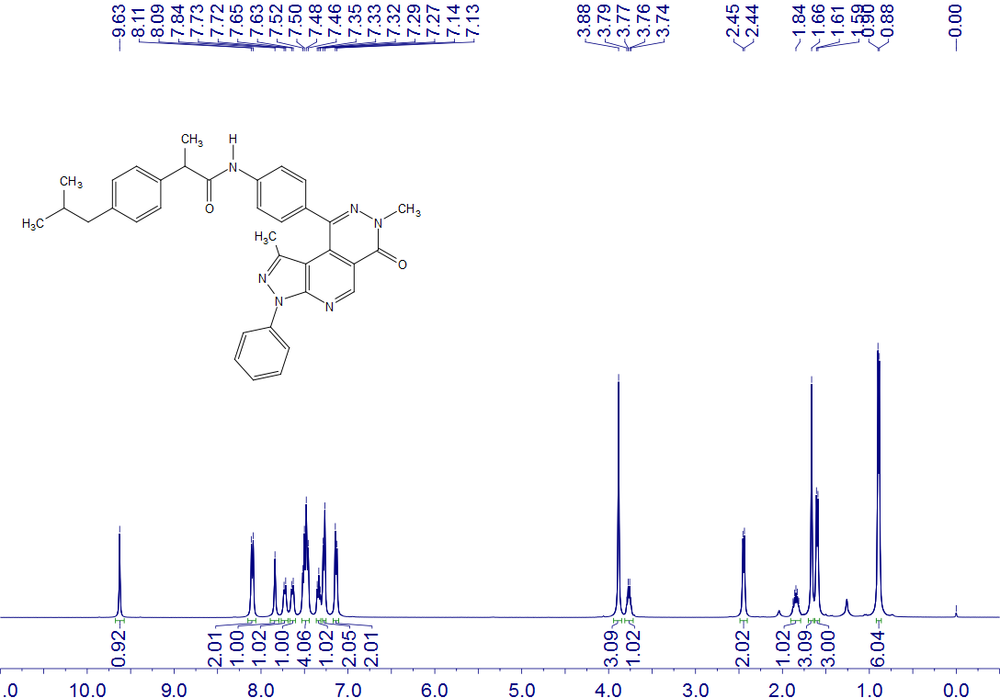 9.63 8.11 8.09 7.84 7.73 7.72 7.65 7.63 7.52 7.50 7.48 7.46 7.35 7.33 7.32 7.29 7.27 7.14 7.13 3.88 3.79 3.77 3.76 3.74 2.45 2.44 1.84 1.66 1.61 1.59 0.90 0.88 0.00
CH3 H
N
CH3
O
H3C
N CH3
N
H3C
O
N
N N
0.92 2.01 1.00 1.02 1.00 4.06 1.02 2.05 2.01 3.09 1.02 2.02 1.02 3.09 3.00 6.04
.0 10.0 9.0 8.0 7.0 6.0 5.0 4.0 3.0 2.0 1.0 0.0